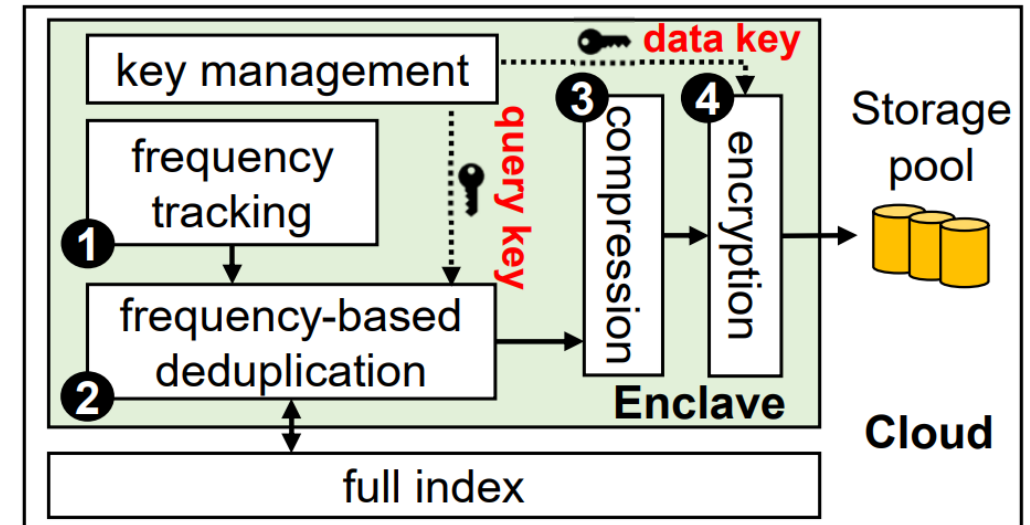 key management
data key
query key
1
frequency
tracking
2
frequency-based
deduplication
3
compression
4
encryption
Enclave
Storage
pool
Cloud
full index